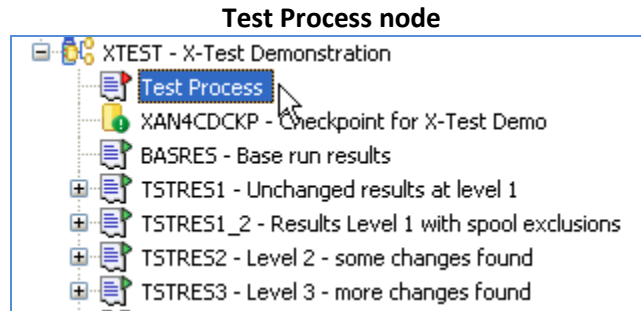 Test Process node
XTEST - X-Test Demonstration
Test Process
XAN4CDCKP - Checkpoint for X-Test Demo
BASRES - Base run results
TSTRES1 - Unchanged results at level 1
TSTRES1_2 - Results Level 1 with spool exclusions
TSTRES2 - Level 2 - some changes found
TSTRES3 - Level 3 - more changes found